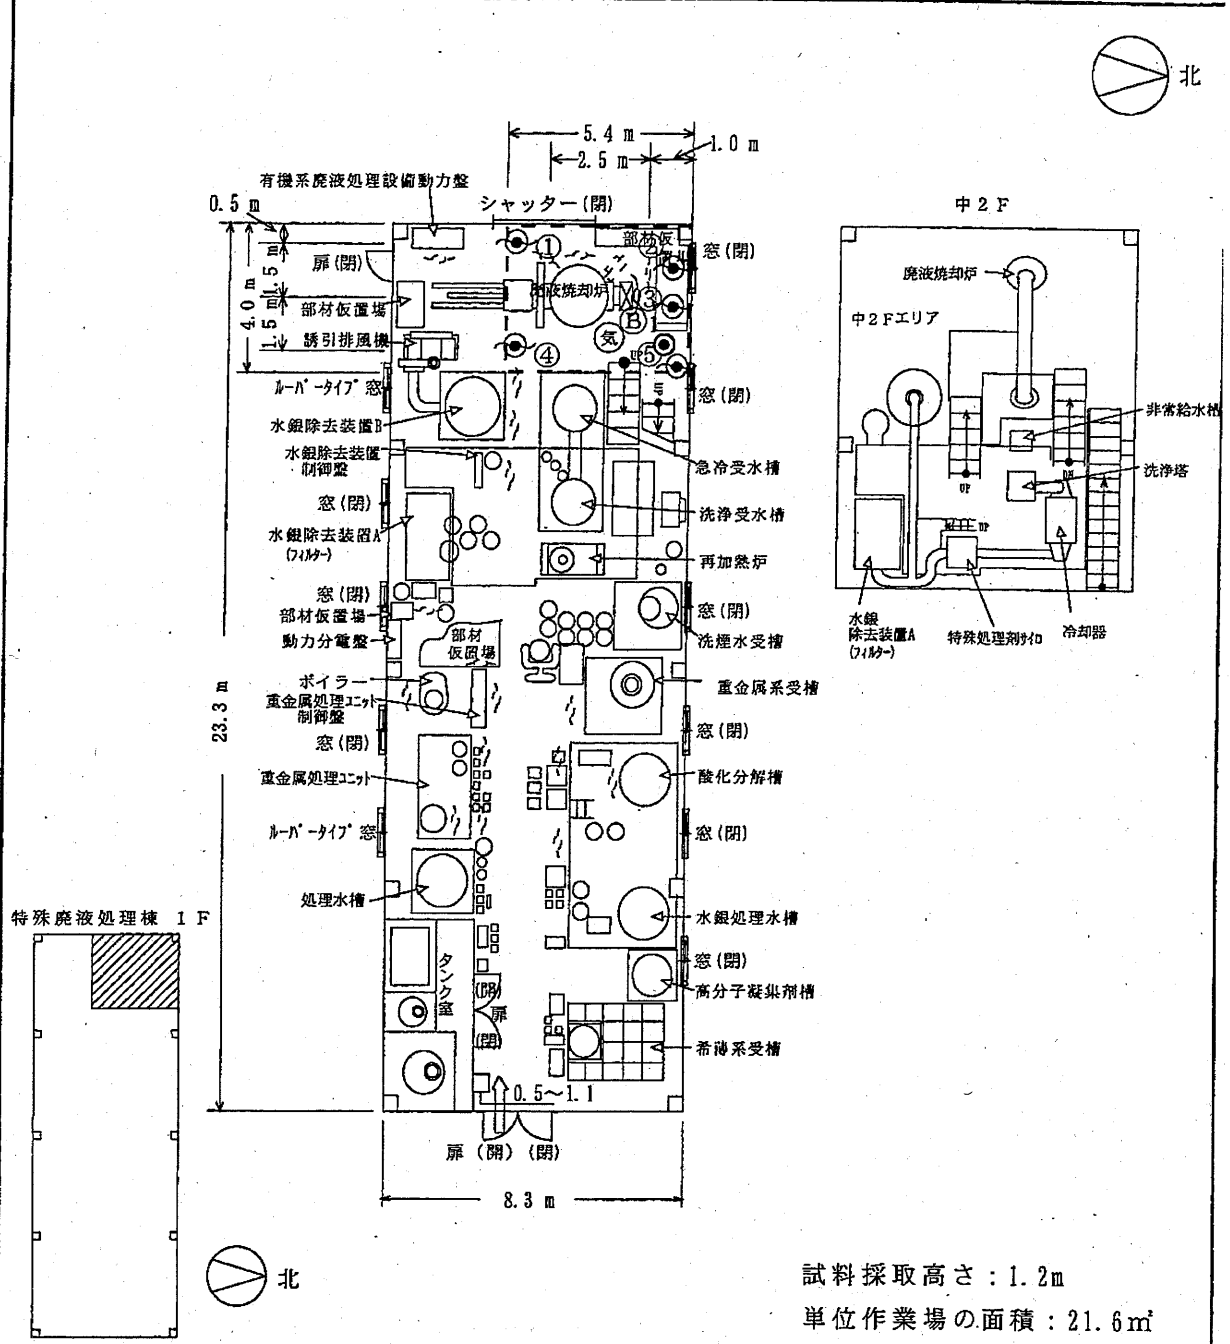 北
5.4 m
2.5 m
1.0 m
有機系廃液処理設備動力盤
0.5 m
シャッター(閉)
中２Ｆ
部材仮
①
②
窓(閉)
扉(閉)
1.5 m
廃液焼却炉
廃液焼却炉
部材仮置場
③
中２Ｆエリア
4.0 m
B
1.5 m
誘引排風機
気
④
⑤
UP
ルーバータイプ 窓
UP
窓(閉)
非常給水槽
水銀除去装置B
水銀除去装置
制御盤
急冷受水槽
洗浄塔
UP
DN
窓(閉)
洗浄受水槽
水銀除去装置A
(フィルター)
UP
再加熱炉
窓(閉)
窓(閉)
部材仮置場
水銀
除去装置A
(フィルター)
特殊処理剤サイロ
冷却器
動力分電盤
部材
仮置場
洗煙水受槽
ボイラー
重金属系受槽
重金属処理ユニット
制御盤
23.3 m
窓(閉)
窓(閉)
重金属処理ユニット
酸化分解槽
ルーバータイプ 窓
窓(閉)
処理水槽
特殊廃液処理棟 １Ｆ
水銀処理水槽
タンク室
窓(閉)
(開)
扉
(閉)
高分子凝集剤槽
希薄系受槽
0.5～1.1
扉 (開) (閉)
8.3 m
北
試料採取高さ：1.2m
単位作業場の面積：21.6㎡